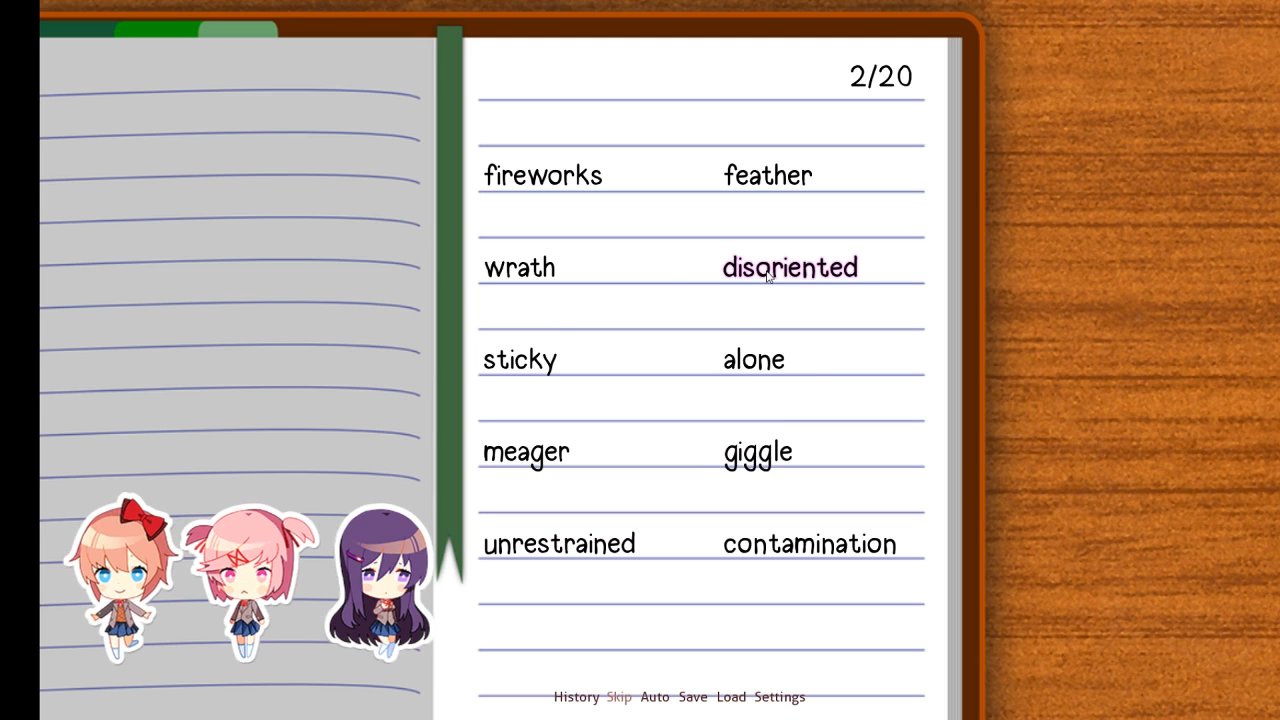 2/20
fireworks feather
wrath disoriented
sticky alone
meager giggle
unrestrained contamination
History Skip Auto Save Load Settings